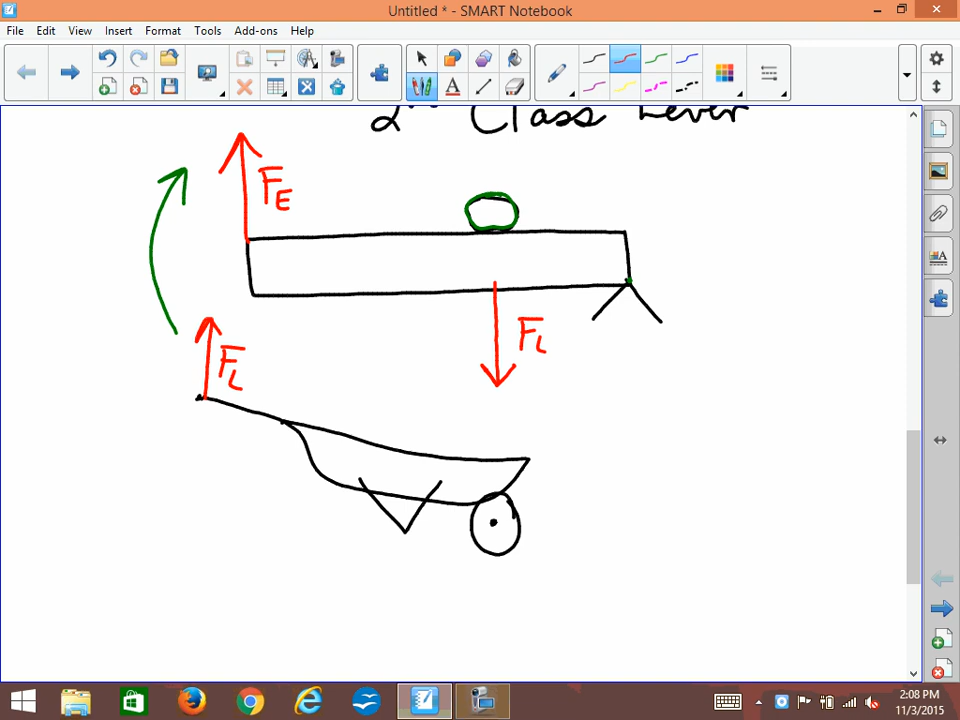 Untitled * - SMART Notebook
File Edit View Insert Format Tools Add-ons Help
2nd Class Lever
FE
FL
FL
2:08 PM
11/3/2015